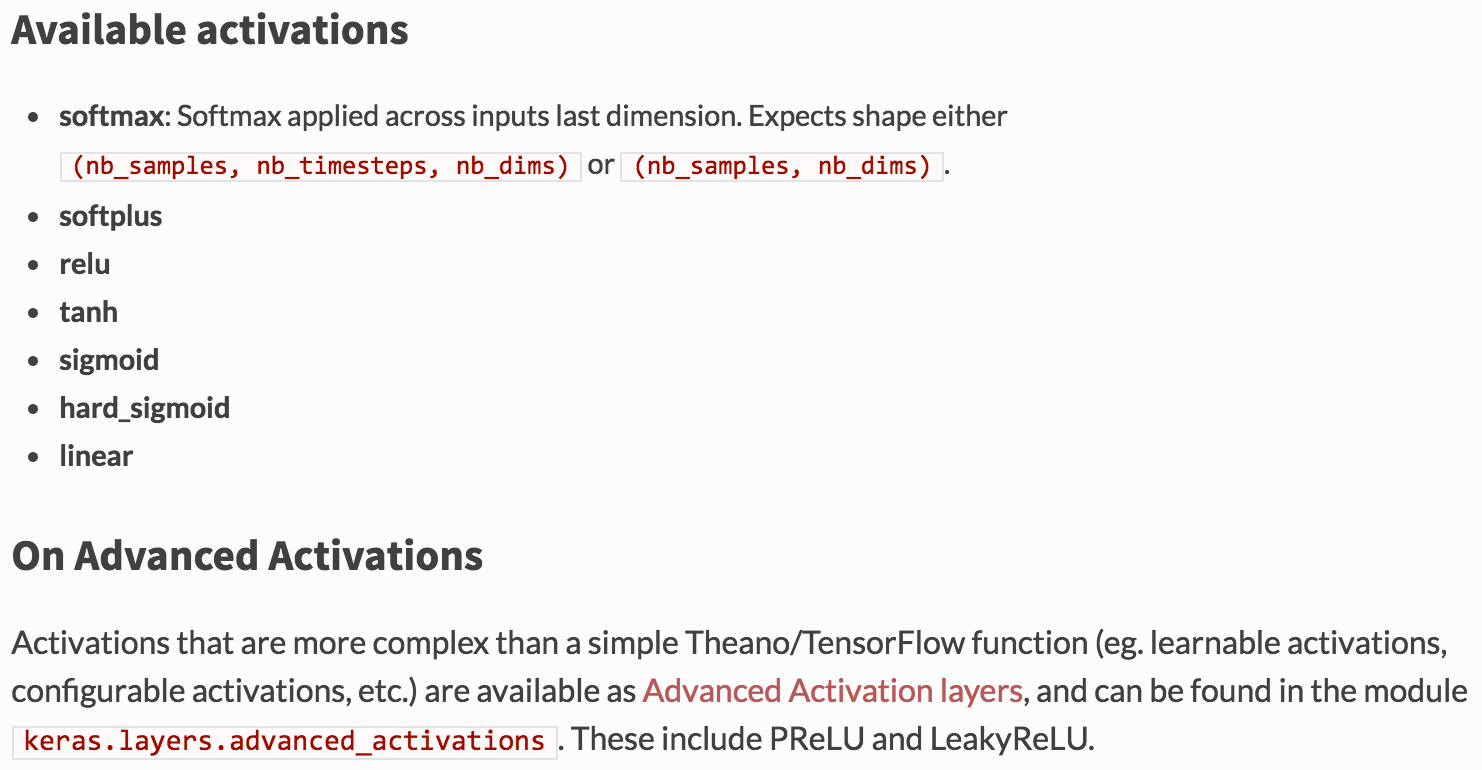 Available activations
• softmax: Softmax applied across inputs last dimension. Expects shape either
(nb_samples, nb_timesteps, nb_dims) or (nb_samples, nb_dims).
• softplus
• relu
• tanh
• sigmoid
• hard_sigmoid
• linear
On Advanced Activations
Activations that are more complex than a simple Theano/TensorFlow function (eg. learnable activations,
configurable activations, etc.) are available as Advanced Activation layers, and can be found in the module
keras.layers.advanced_activations. These include PReLU and LeakyReLU.